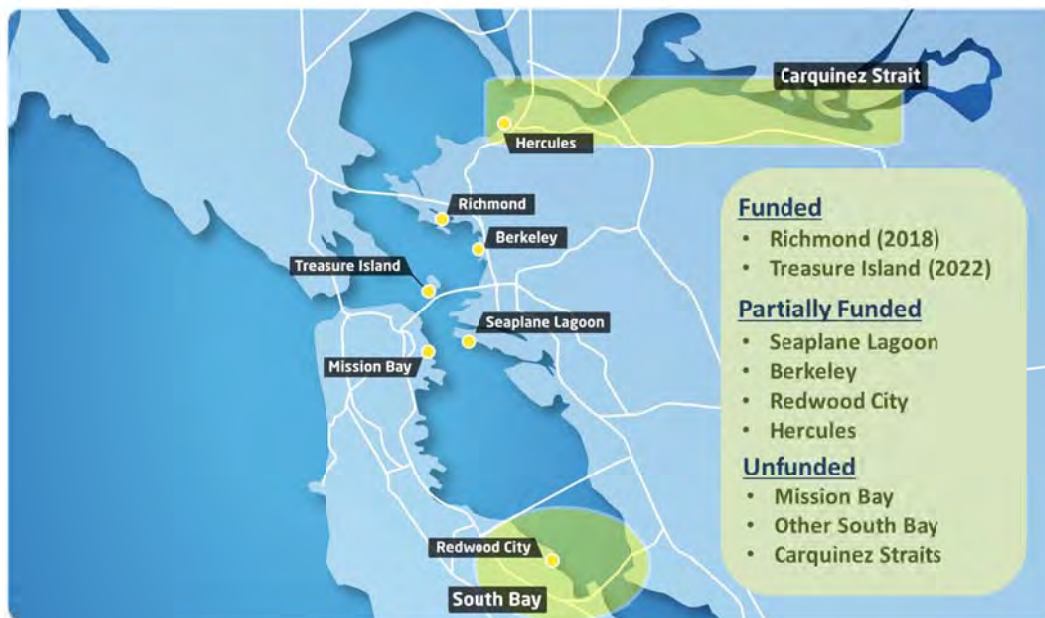 Carquinez Strait
Hercules
Richmond
Berkeley
Treasure Island
Seaplane Lagoon
Mission Bay
Redwood City
South Bay
Funded
• Richmond (2018)
• Treasure Island (2022)
Partially Funded
• Seaplane Lagoon
• Berkeley
• Redwood City
• Hercules
Unfunded
• Mission Bay
• Other South Bay
• Carquinez Straits